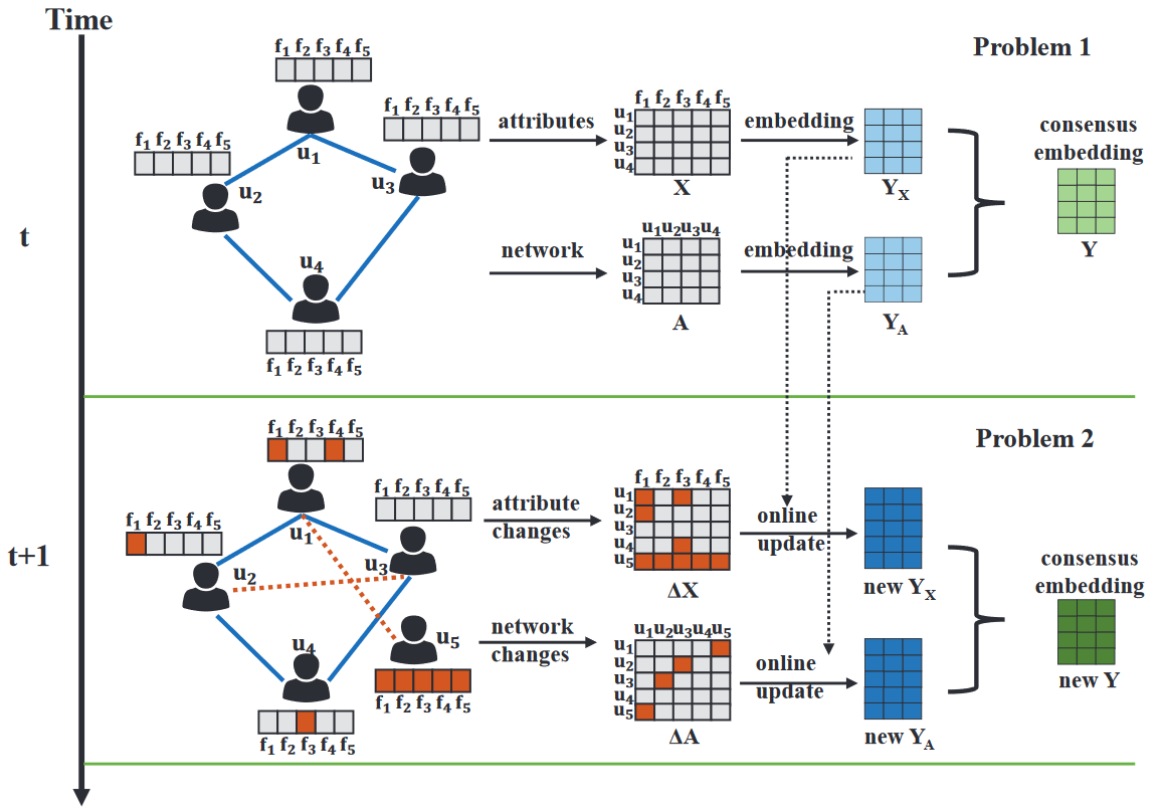 Time
Problem 1
f₁ f₂ f₃ f₄ f₅
f₁ f₂ f₃ f₄ f₅
f₁ f₂ f₃ f₄ f₅
u₁
u₂
u₃
u₄
f₁ f₂ f₃ f₄ f₅
t
attributes
f₁ f₂ f₃ f₄ f₅
u₁
u₂
u₃
u₄
X
embedding
Y_X
network
u₁u₂u₃u₄
u₁
u₂
u₃
u₄
A
embedding
Y_A
consensus
embedding
Y
Problem 2
f₁ f₂ f₃ f₄ f₅
f₁ f₂ f₃ f₄ f₅
f₁ f₂ f₃ f₄ f₅
u₁
u₂
u₃
u₄
u₅
f₁ f₂ f₃ f₄ f₅
f₁ f₂ f₃ f₄ f₅
t+1
attribute
changes
f₁ f₂ f₃ f₄ f₅
u₁
u₂
u₃
u₄
u₅
ΔX
online
update
new Y_X
network
changes
u₁u₂u₃u₄u₅
u₁
u₂
u₃
u₄
u₅
ΔA
online
update
new Y_A
consensus
embedding
new Y